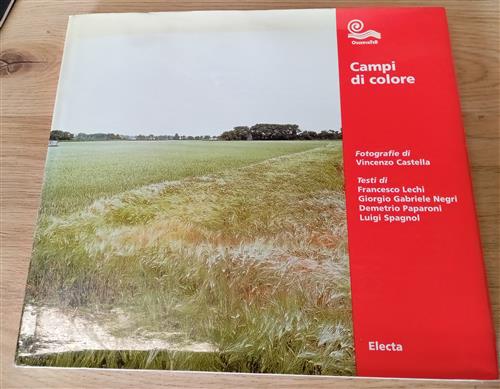 Campi
di colore
Fotografie di
Vincenzo Castella
Testi di
Francesco Lechi
Giorgio Gabriele Negri
Demetrio Paparoni
Luigi Spagnol
Electa